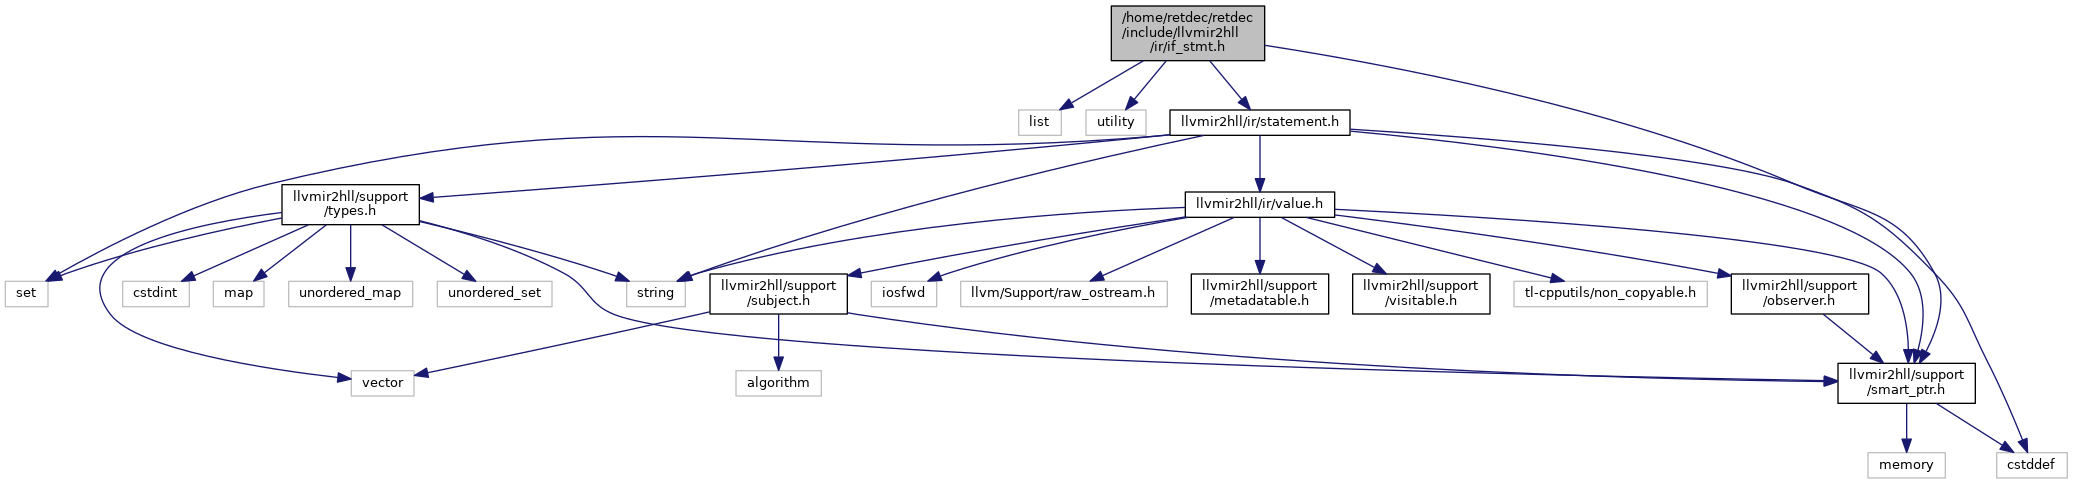 /home/retdec/retdec
/include/llvmir2hll
/ir/if_stmt.h
list
utility
llvmir2hll/ir/statement.h
llvmir2hll/support
/types.h
llvmir2hll/ir/value.h
set
cstdint
map
unordered_map
unordered_set
string
llvmir2hll/support
/subject.h
iosfwd
llvm/Support/raw_ostream.h
llvmir2hll/support
/metadatable.h
llvmir2hll/support
/visitable.h
tl-cpputils/non_copyable.h
llvmir2hll/support
/observer.h
vector
algorithm
llvmir2hll/support
/smart_ptr.h
memory
cstddef